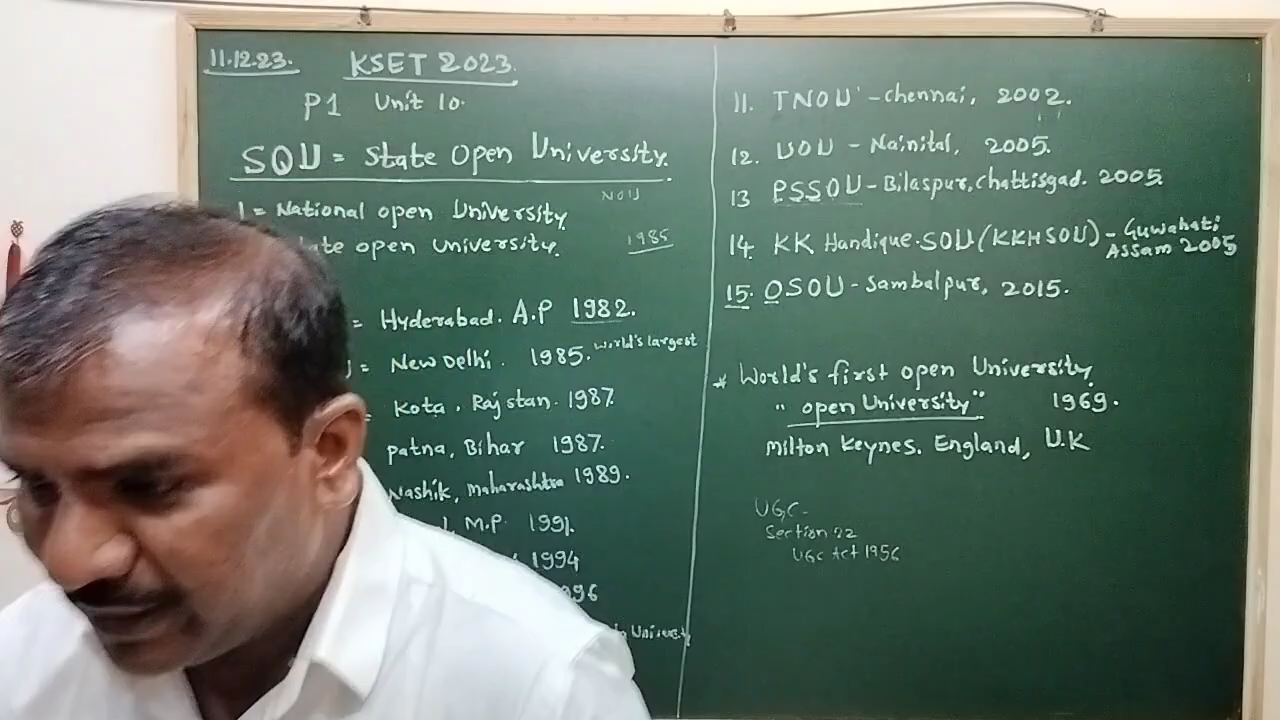 11.12.23. KSET 2023.
P1 Unit 10.
SOU = State Open University.
NOU
= National open University
open University.
1985
= Hyderabad. A.P 1982.
= New Delhi. 1985. World's largest
= Kota, Rajstan. 1987.
patna, Bihar 1987.
Nashik, Maharashtra 1989.
M.P. 1991.
1994
996
11. TNOU - chennai, 2002.
12. UOU - Nainital, 2005.
13 PSSOU - Bilaspur, chattisgad. 2005.
14. KK Handique.SOU (KKHSOU) - Guwahati
Assam 2005
15. OSOU - Sambalpur, 2015.
* World's first open University.
"open University" 1969.
Milton Keynes. England, U.K
UGC-
Section 22
UGC Act 1956